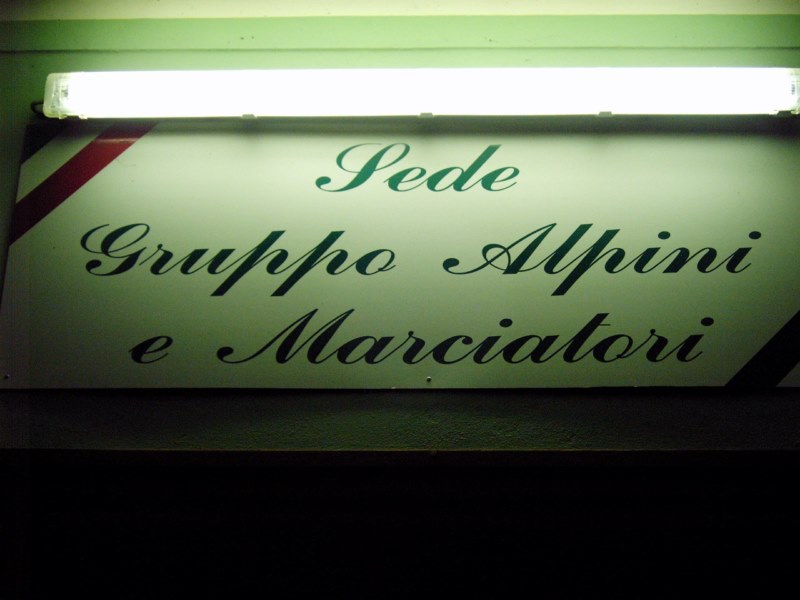 Sede
Gruppo Alpini
e Marciatori